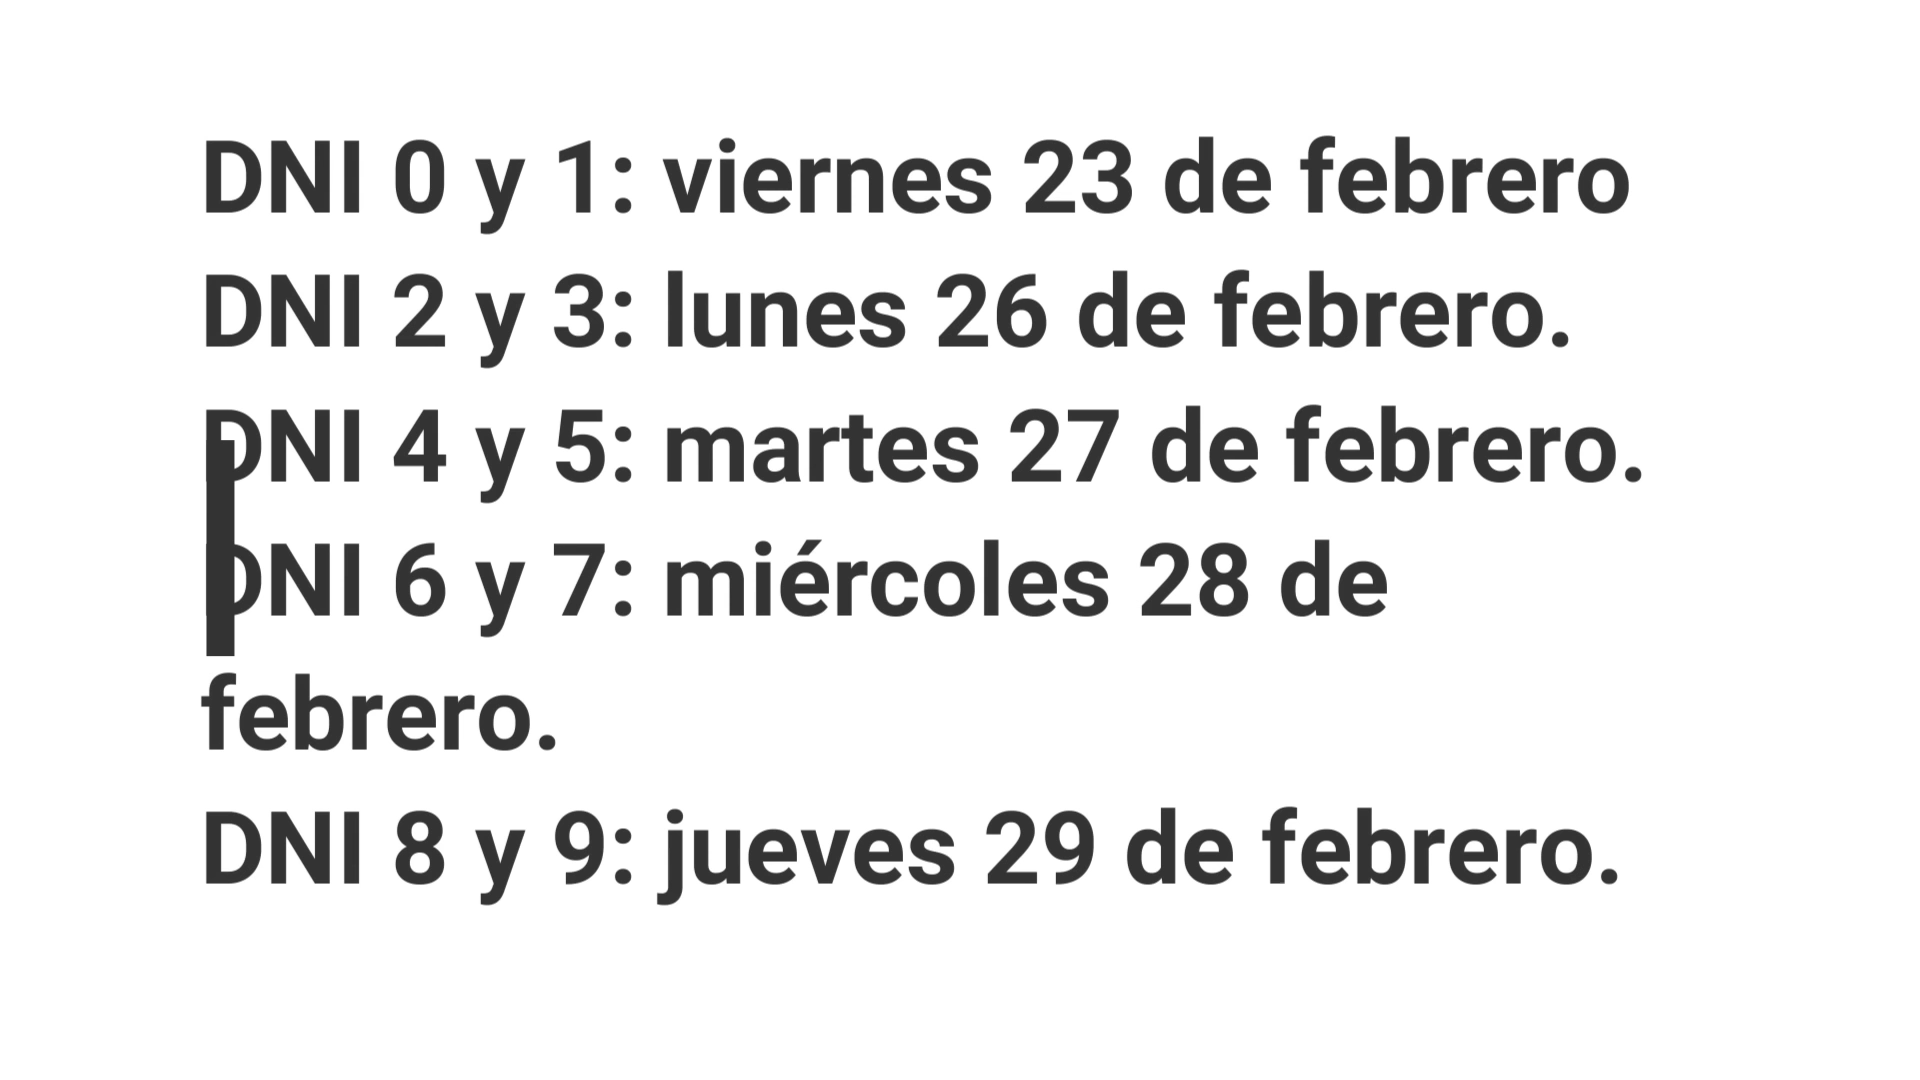 DNI 0 y 1: viernes 23 de febrero
DNI 2 y 3: lunes 26 de febrero.
DNI 4 y 5: martes 27 de febrero.
DNI 6 y 7: miércoles 28 de
febrero.
DNI 8 y 9: jueves 29 de febrero.